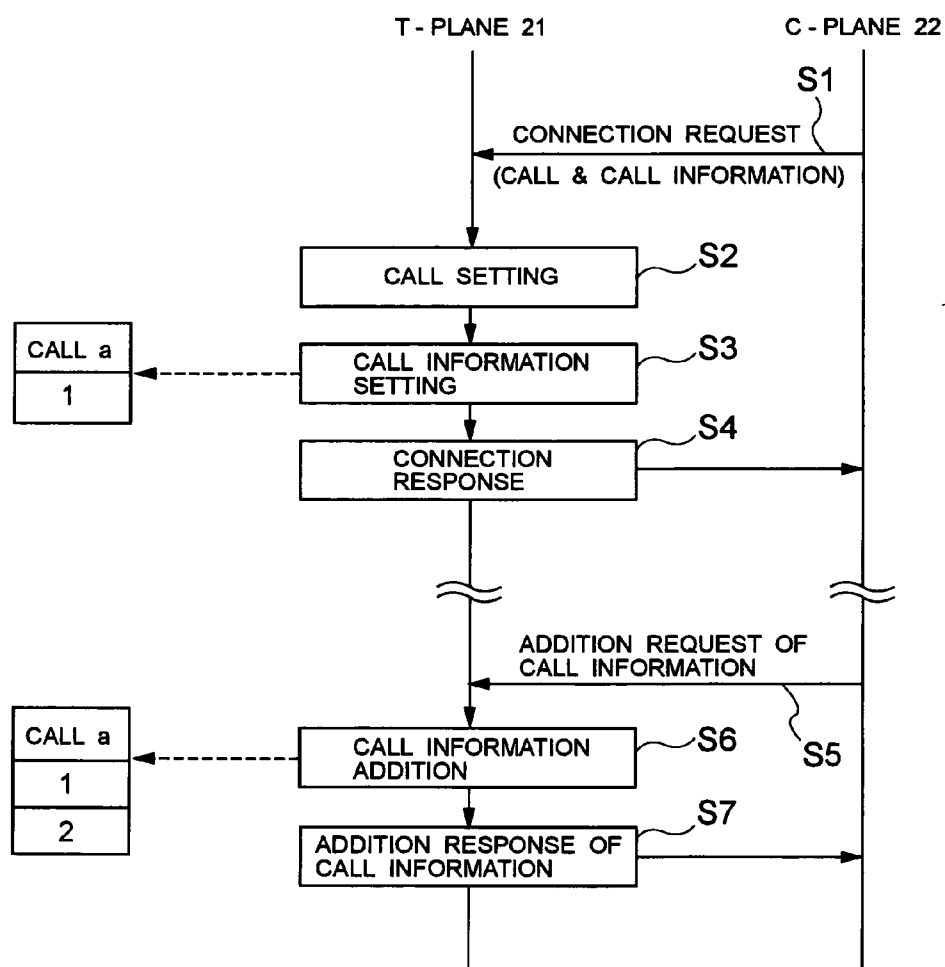 T - PLANE 21
C - PLANE 22
S1
CONNECTION REQUEST
(CALL & CALL INFORMATION)
CALL SETTING
S2
CALL a
1
CALL INFORMATION
SETTING
S3
CONNECTION
RESPONSE
S4
ADDITION REQUEST OF
CALL INFORMATION
S5
CALL a
1
2
CALL INFORMATION
ADDITION
S6
ADDITION RESPONSE OF
CALL INFORMATION
S7